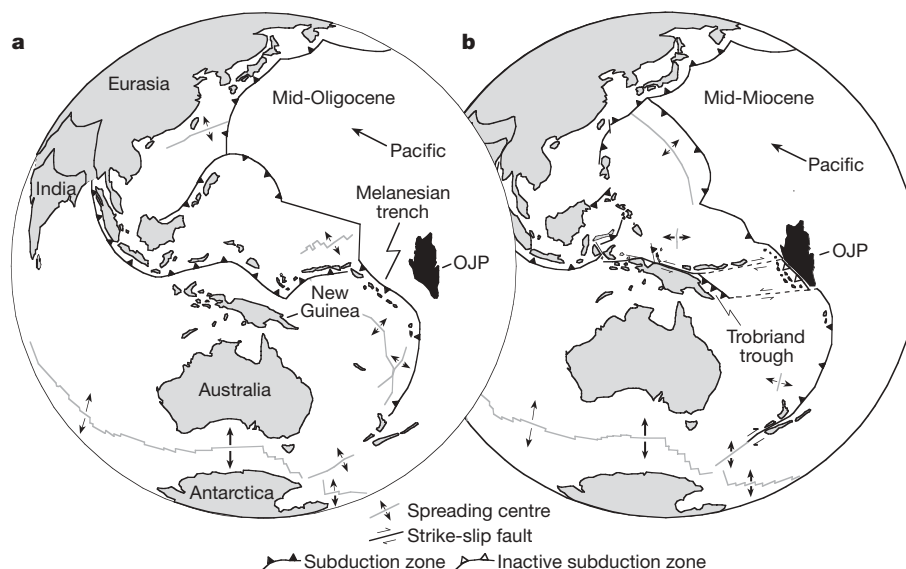 a
Eurasia
Mid-Oligocene
Pacific
India
Melanesian
trench
OJP
New
Guinea
Australia
Antarctica
b
Mid-Miocene
Pacific
OJP
Trobriand
trough
Spreading centre
Strike-slip fault
Subduction zone
Inactive subduction zone